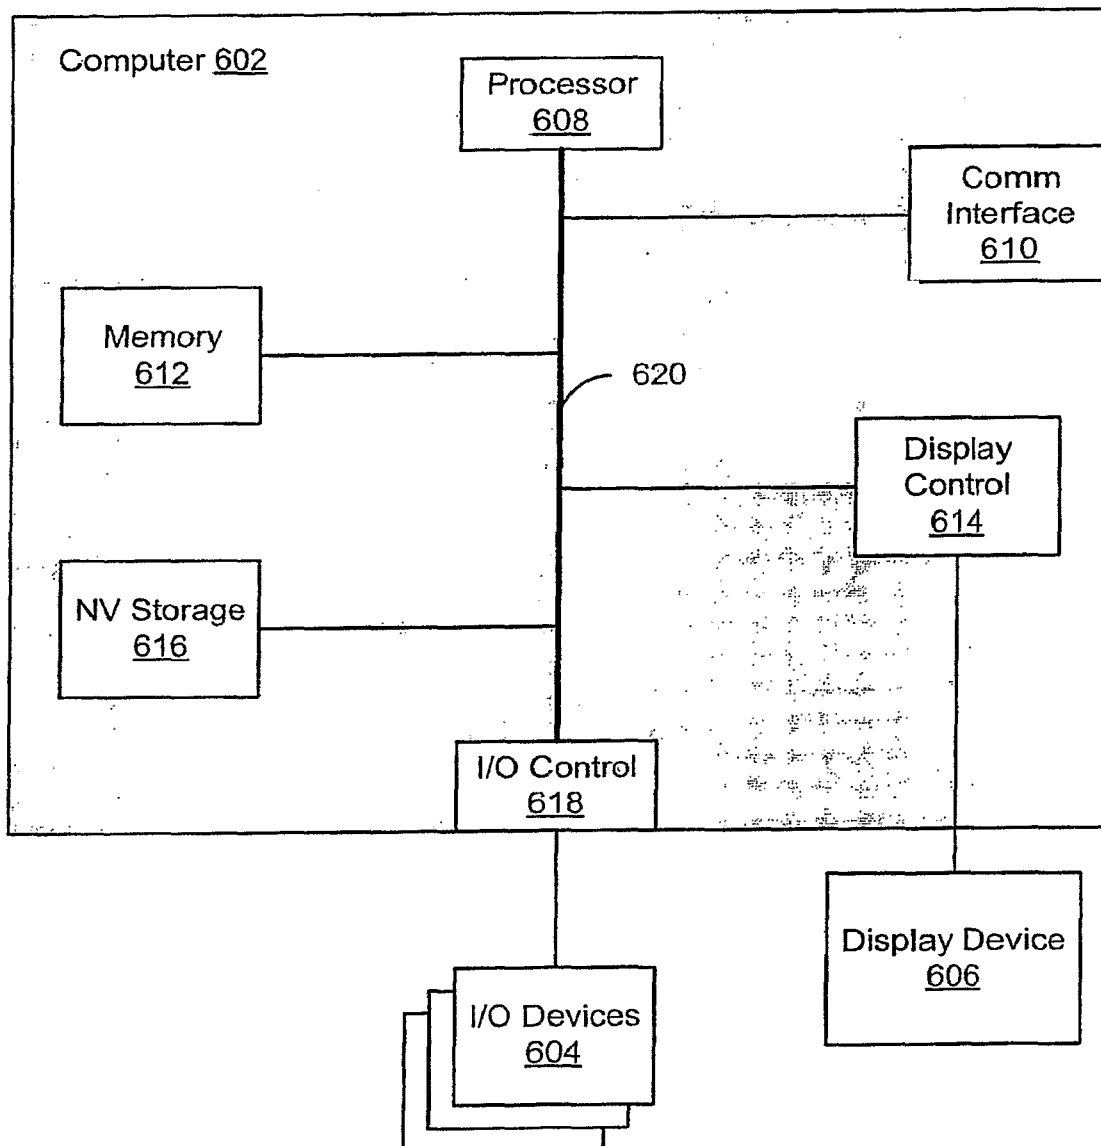 Computer 602
Processor
608
Comm
Interface
610
Memory
612
620
Display
Control
614
NV Storage
616
I/O Control
618
Display Device
606
I/O Devices
604